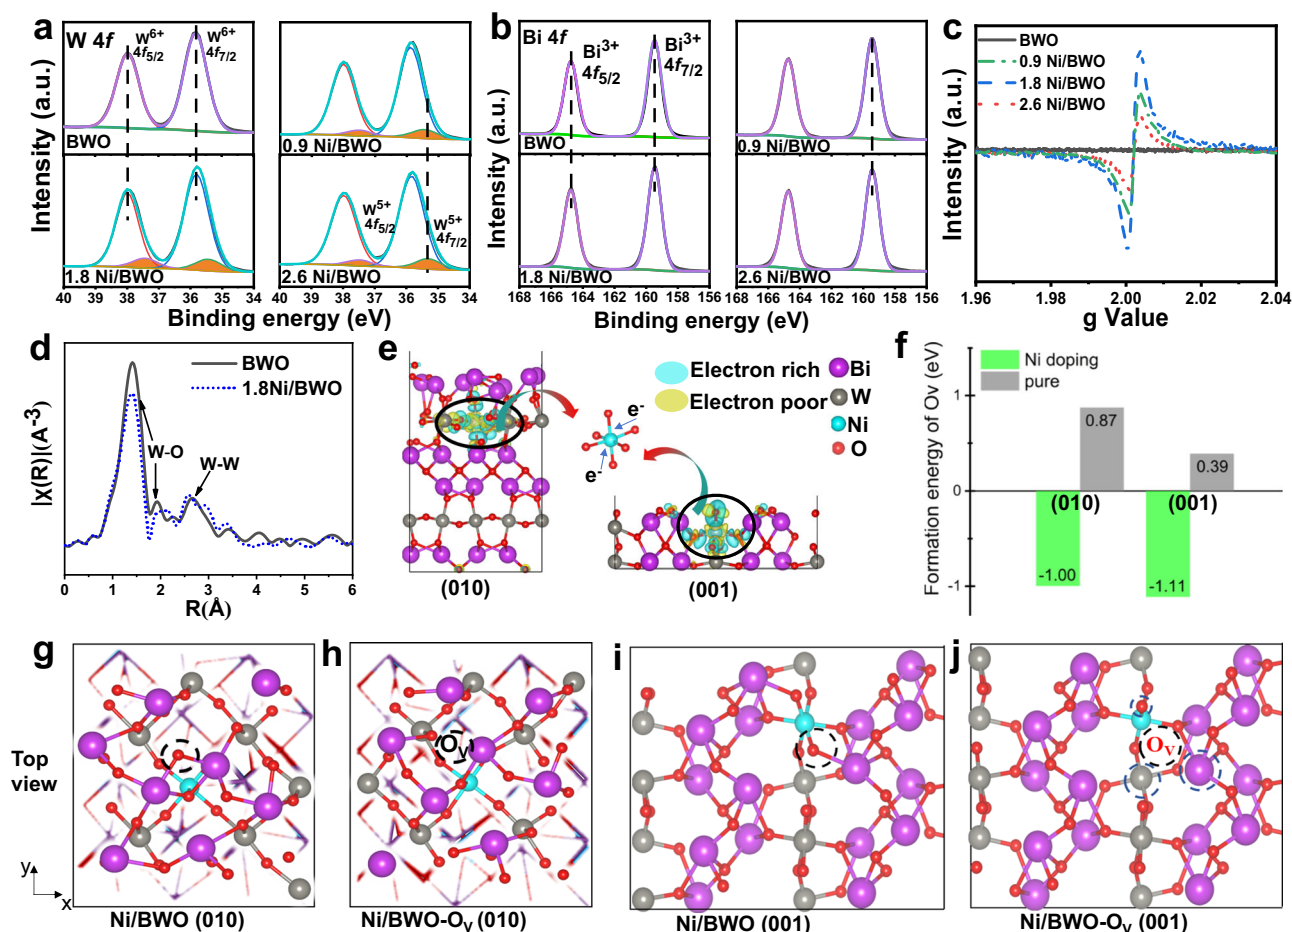 a
W 4f
W6+
4f5/2
W6+
4f7/2
BWO
0.9 Ni/BWO
1.8 Ni/BWO
W5+
4f5/2
W5+
4f7/2
2.6 Ni/BWO
Intensity (a.u.)
40 39 38 37 36 35 34
40 39 38 37 36 35 34
Binding energy (eV)
b
Bi 4f
Bi3+
4f5/2
Bi3+
4f7/2
BWO
0.9 Ni/BWO
1.8 Ni/BWO
2.6 Ni/BWO
Intensity (a.u.)
168 166 164 162 160 158 156
168 166 164 162 160 158 156
Binding energy (eV)
c
BWO
0.9 Ni/BWO
1.8 Ni/BWO
2.6 Ni/BWO
Intensity (a.u.)
1.96 1.98 2.00 2.02 2.04
g Value
d
BWO
1.8Ni/BWO
W-O
W-W
|χ(R)|(A-3)
0 1 2 3 4 5 6
R(Å)
e
Electron rich
Electron poor
Bi
W
Ni
O
e-
e-
(010)
(001)
f
Ni doping
pure
Formation energy of Ov (eV)
1
0
-1
0.87
0.39
(010)
(001)
-1.00
-1.11
g
Top
view
y
x
Ni/BWO (010)
h
OV
Ni/BWO-OV (010)
i
Ni/BWO (001)
j
OV
Ni/BWO-OV (001)